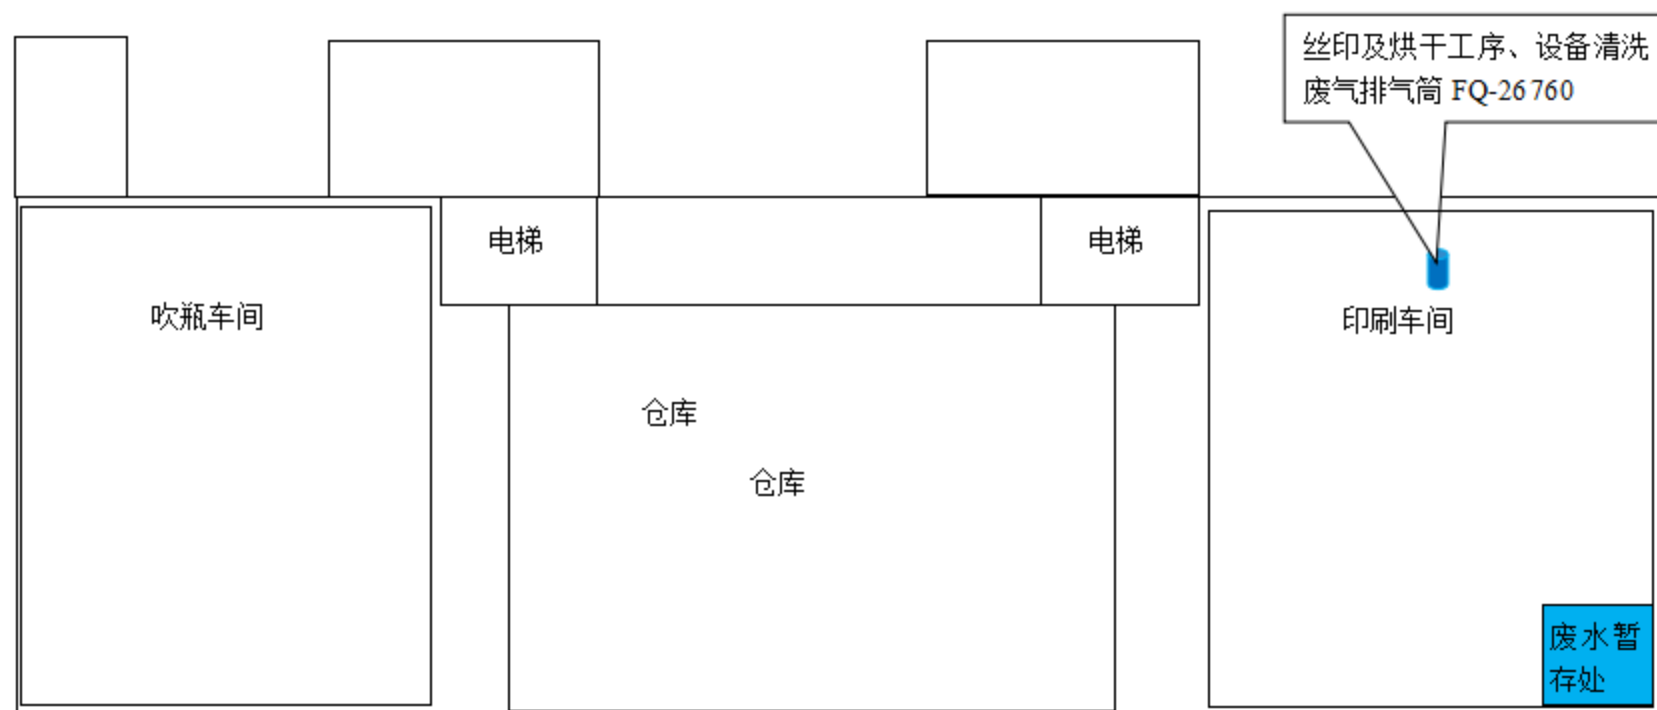 丝印及烘干工序、设备清洗
废气排气筒 FQ-26760
电梯
电梯
吹瓶车间
印刷车间
仓库
仓库
废水暂
存处